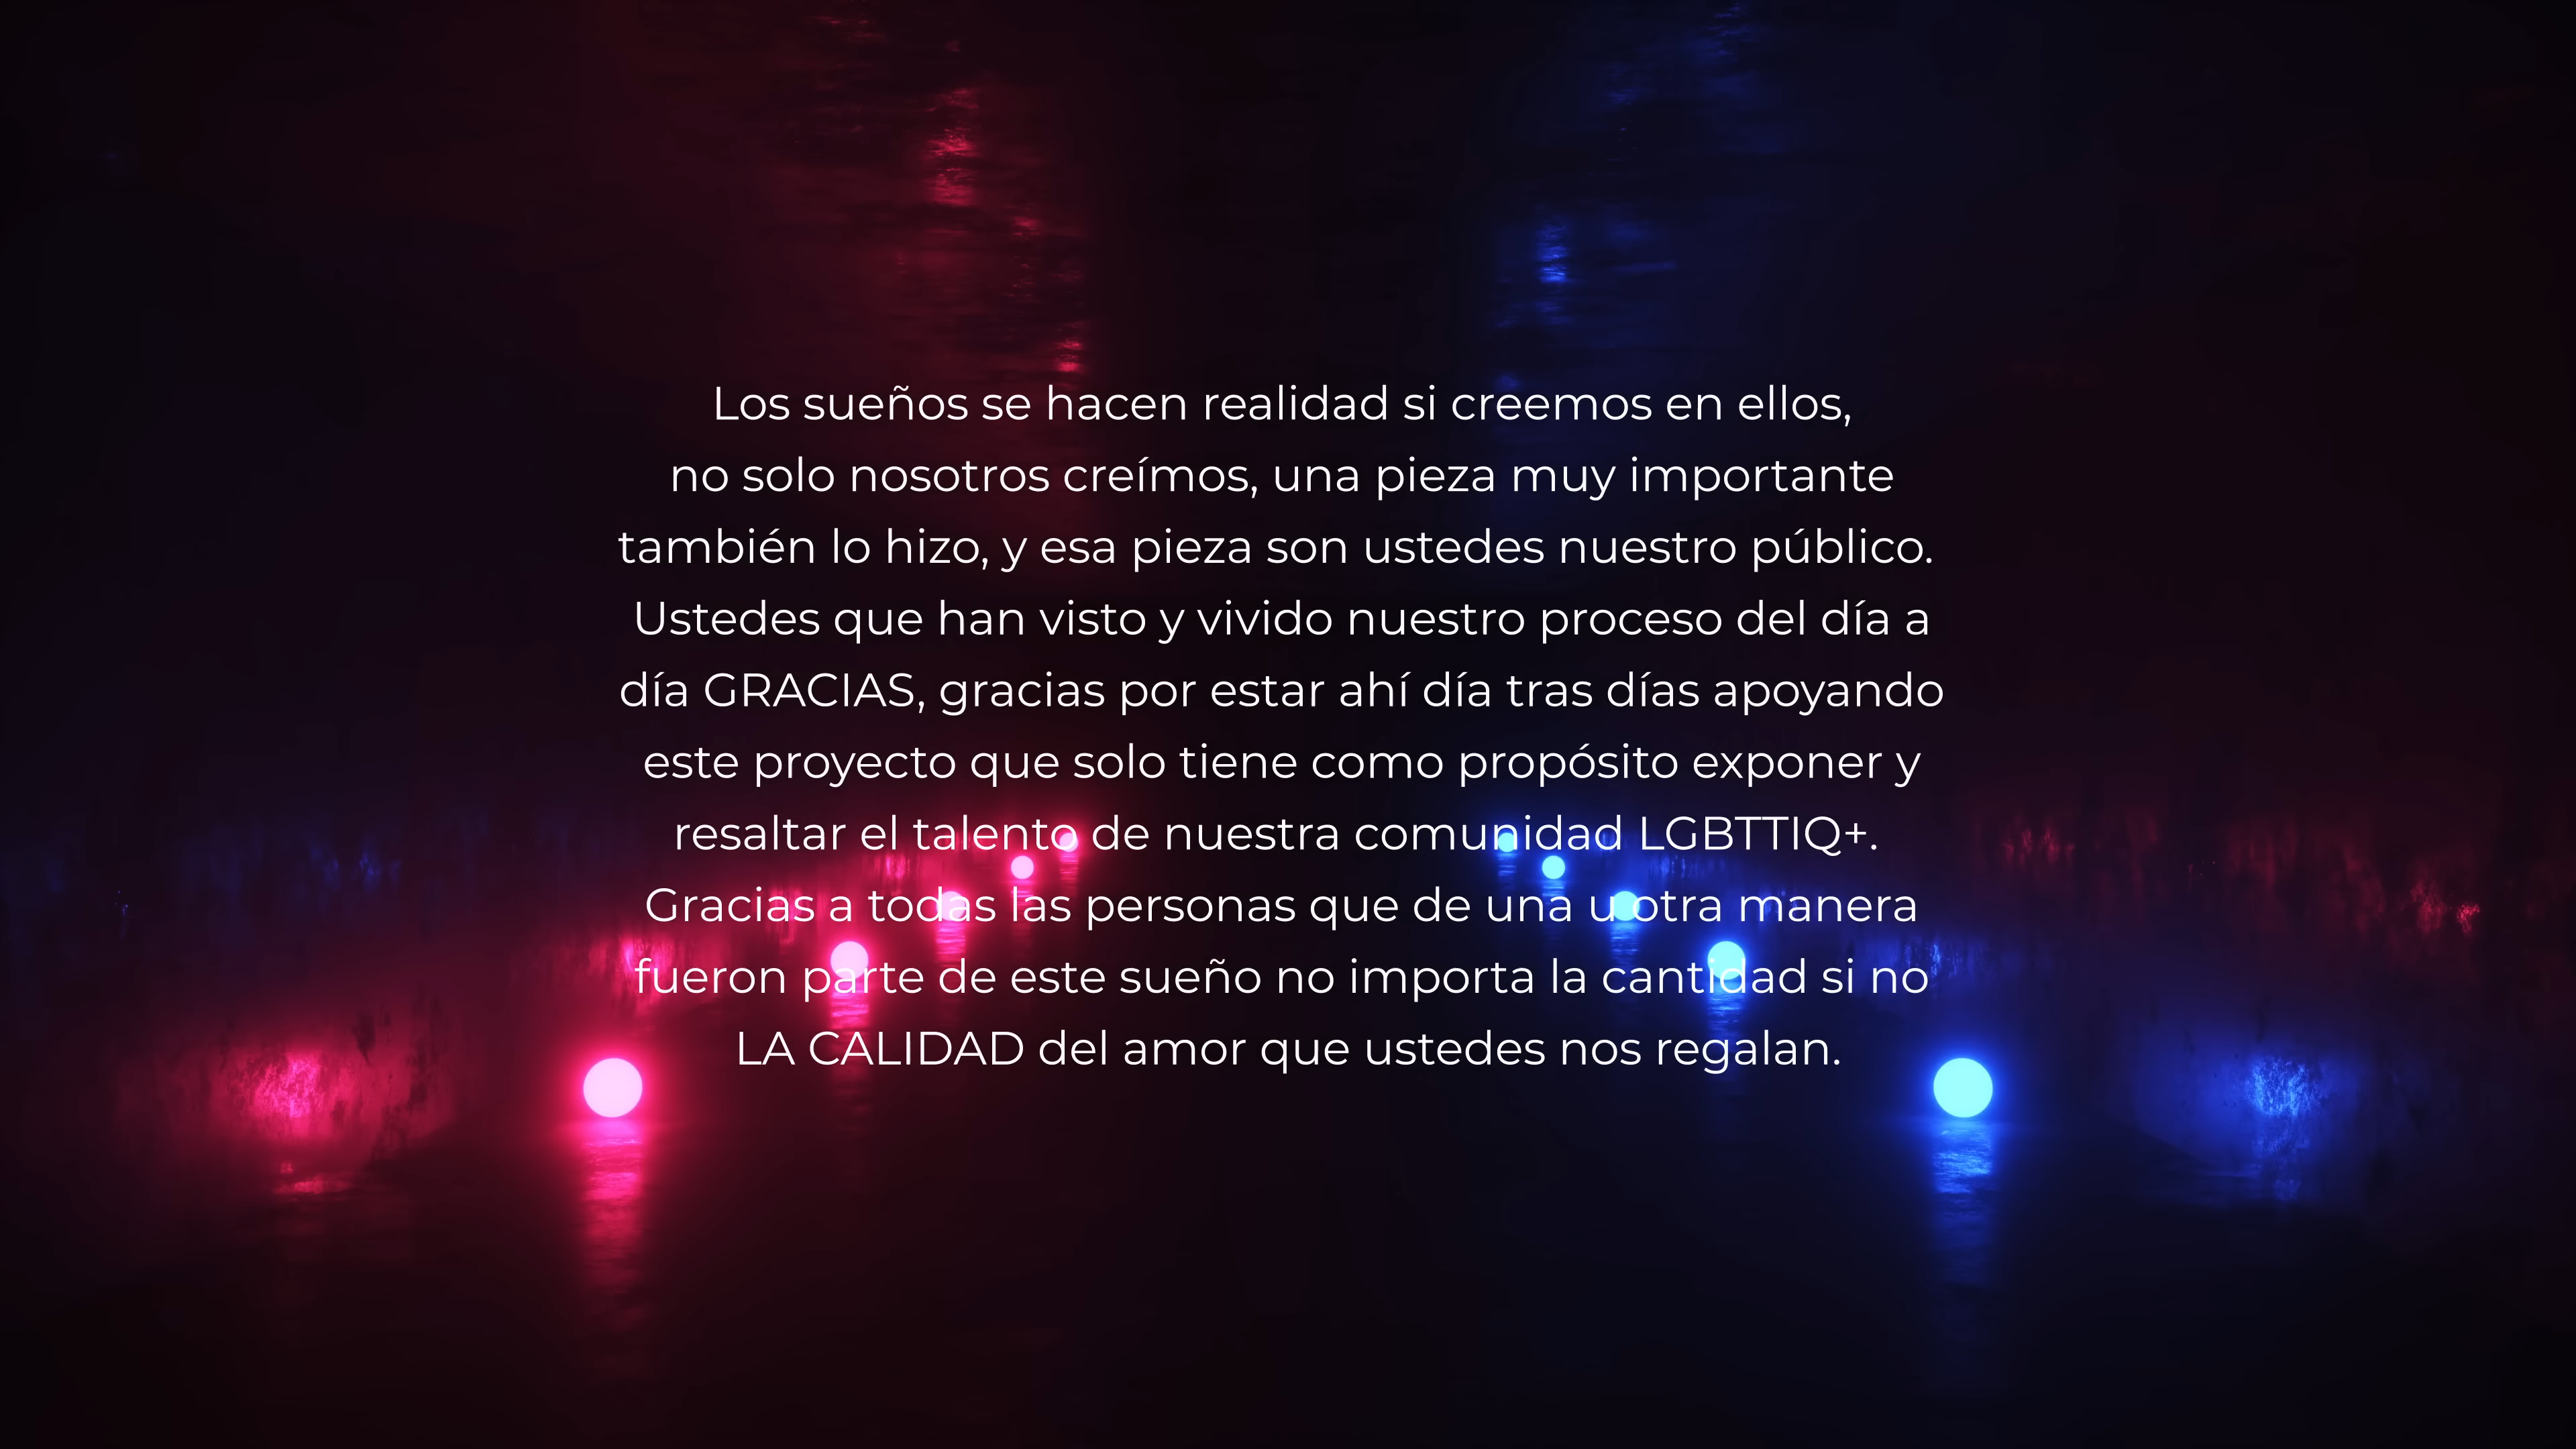 Los sueños se hacen realidad si creemos en ellos,
no solo nosotros creímos, una pieza muy importante
también lo hizo, y esa pieza son ustedes nuestro público.
Ustedes que han visto y vivido nuestro proceso del día a
día GRACIAS, gracias por estar ahí día tras días apoyando
este proyecto que solo tiene como propósito exponer y
resaltar el talento de nuestra comunidad LGBTTIQ+.
Gracias a todas las personas que de una u otra manera
fueron parte de este sueño no importa la cantidad si no
LA CALIDAD del amor que ustedes nos regalan.